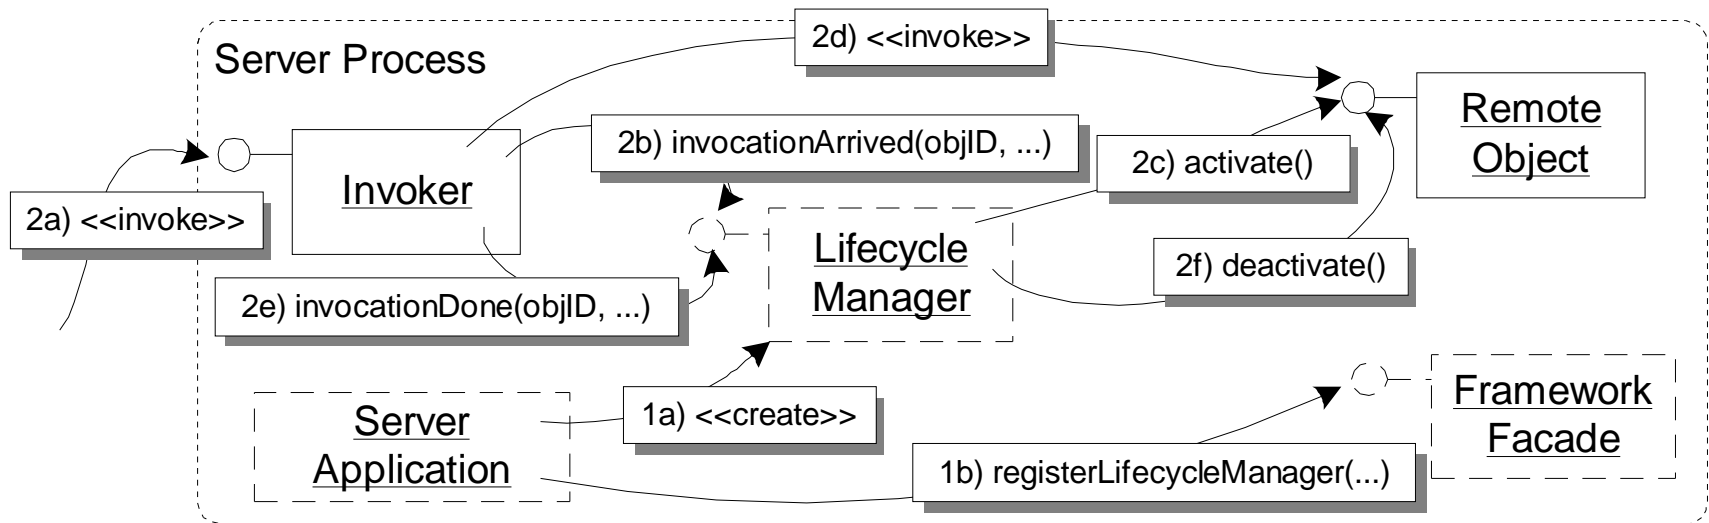 2d) <<invoke>>
Server Process
Remote
Object
2b) invocationArrived(objID, ...)
2c) activate()
Invoker
2a) <<invoke>>
Lifecycle
Manager
2f) deactivate()
2e) invocationDone(objID, ...)
Server
Application
1a) <<create>>
Framework
Facade
1b) registerLifecycleManager(...)